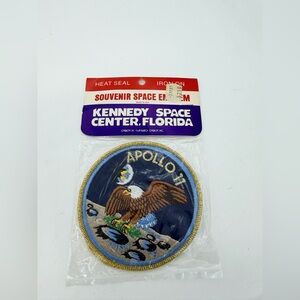 HEAT SEAL IRON ON
SOUVENIR SPACE EMBLEM
KENNEDY SPACE
CENTER, FLORIDA
APOLLO 11